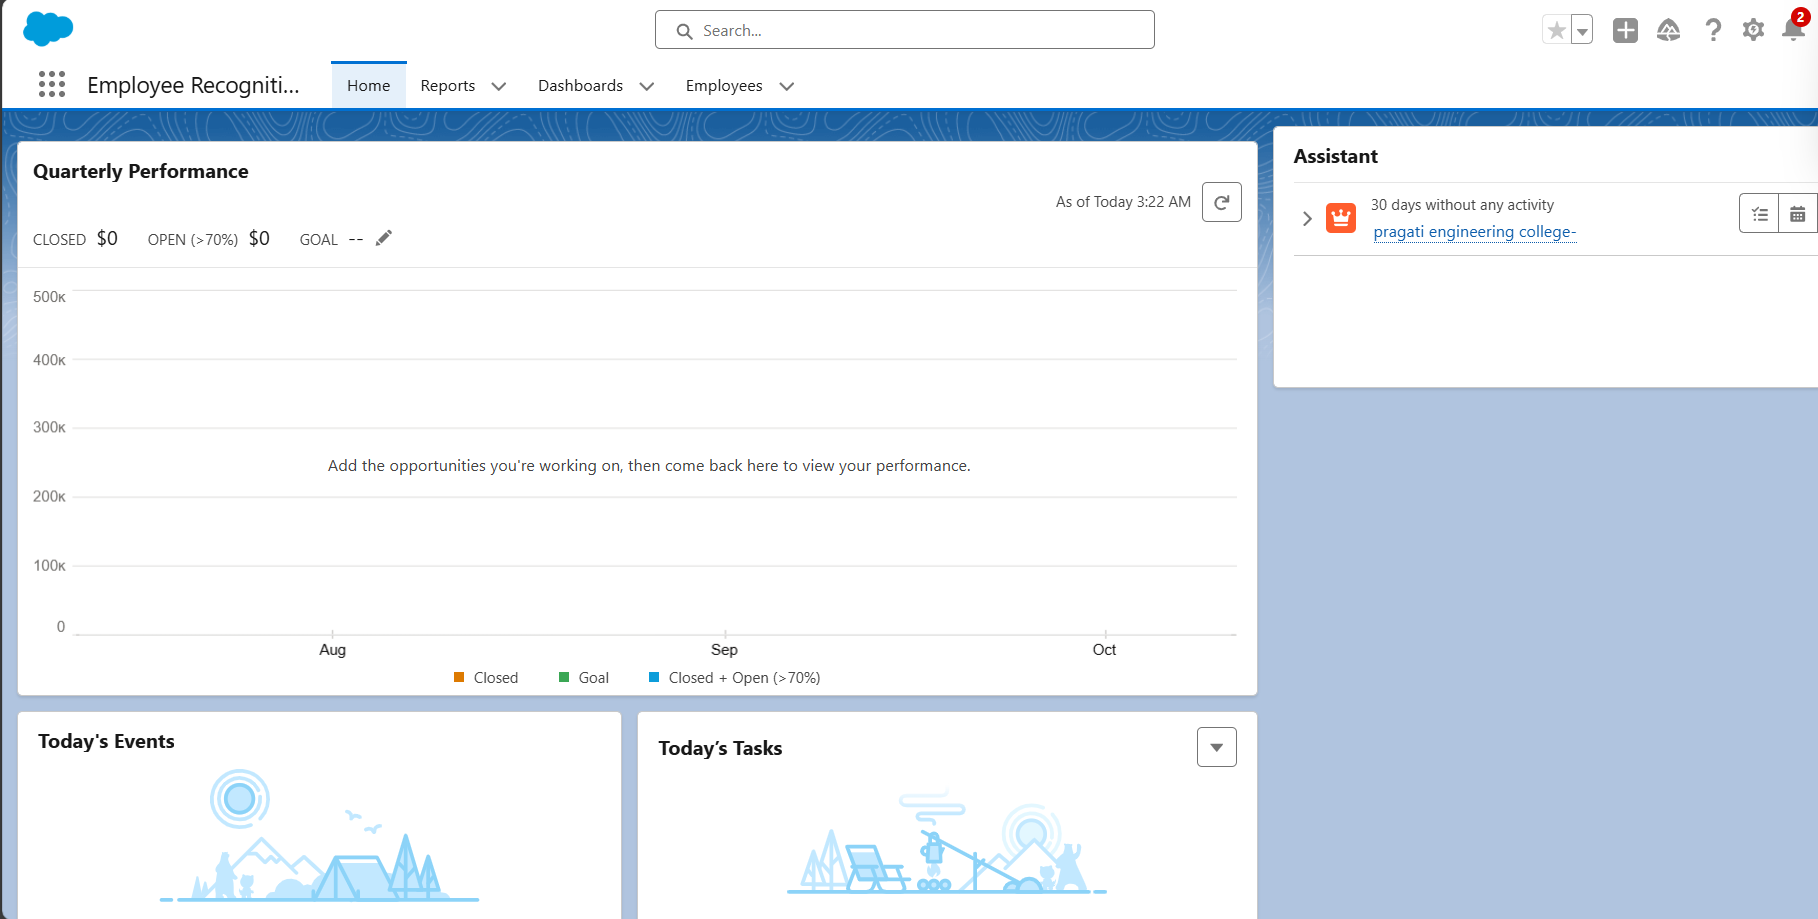 Search...
2
Employee Recogniti...
Home
Reports
Dashboards
Employees
Quarterly Performance
As of Today 3:22 AM
CLOSED $0 OPEN (>70%) $0 GOAL --
500K
400K
300K
Add the opportunities you're working on, then come back here to view your performance.
200K
100K
0
Aug Sep Oct
Closed Goal Closed + Open (>70%)
Assistant
30 days without any activity
pragati engineering college-
Today's Events
Today’s Tasks